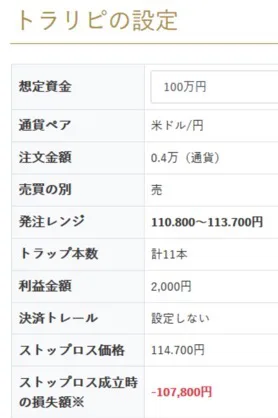 トラリピの設定
想定資金 100万円
通貨ペア 米ドル/円
注文金額 0.4万（通貨）
売買の別 売
発注レンジ 110.800～113.700円
トラップ本数 計11本
利益金額 2,000円
決済トレール 設定しない
ストップロス価格 114.700円
ストップロス成立時
の損失額※ -107,800円